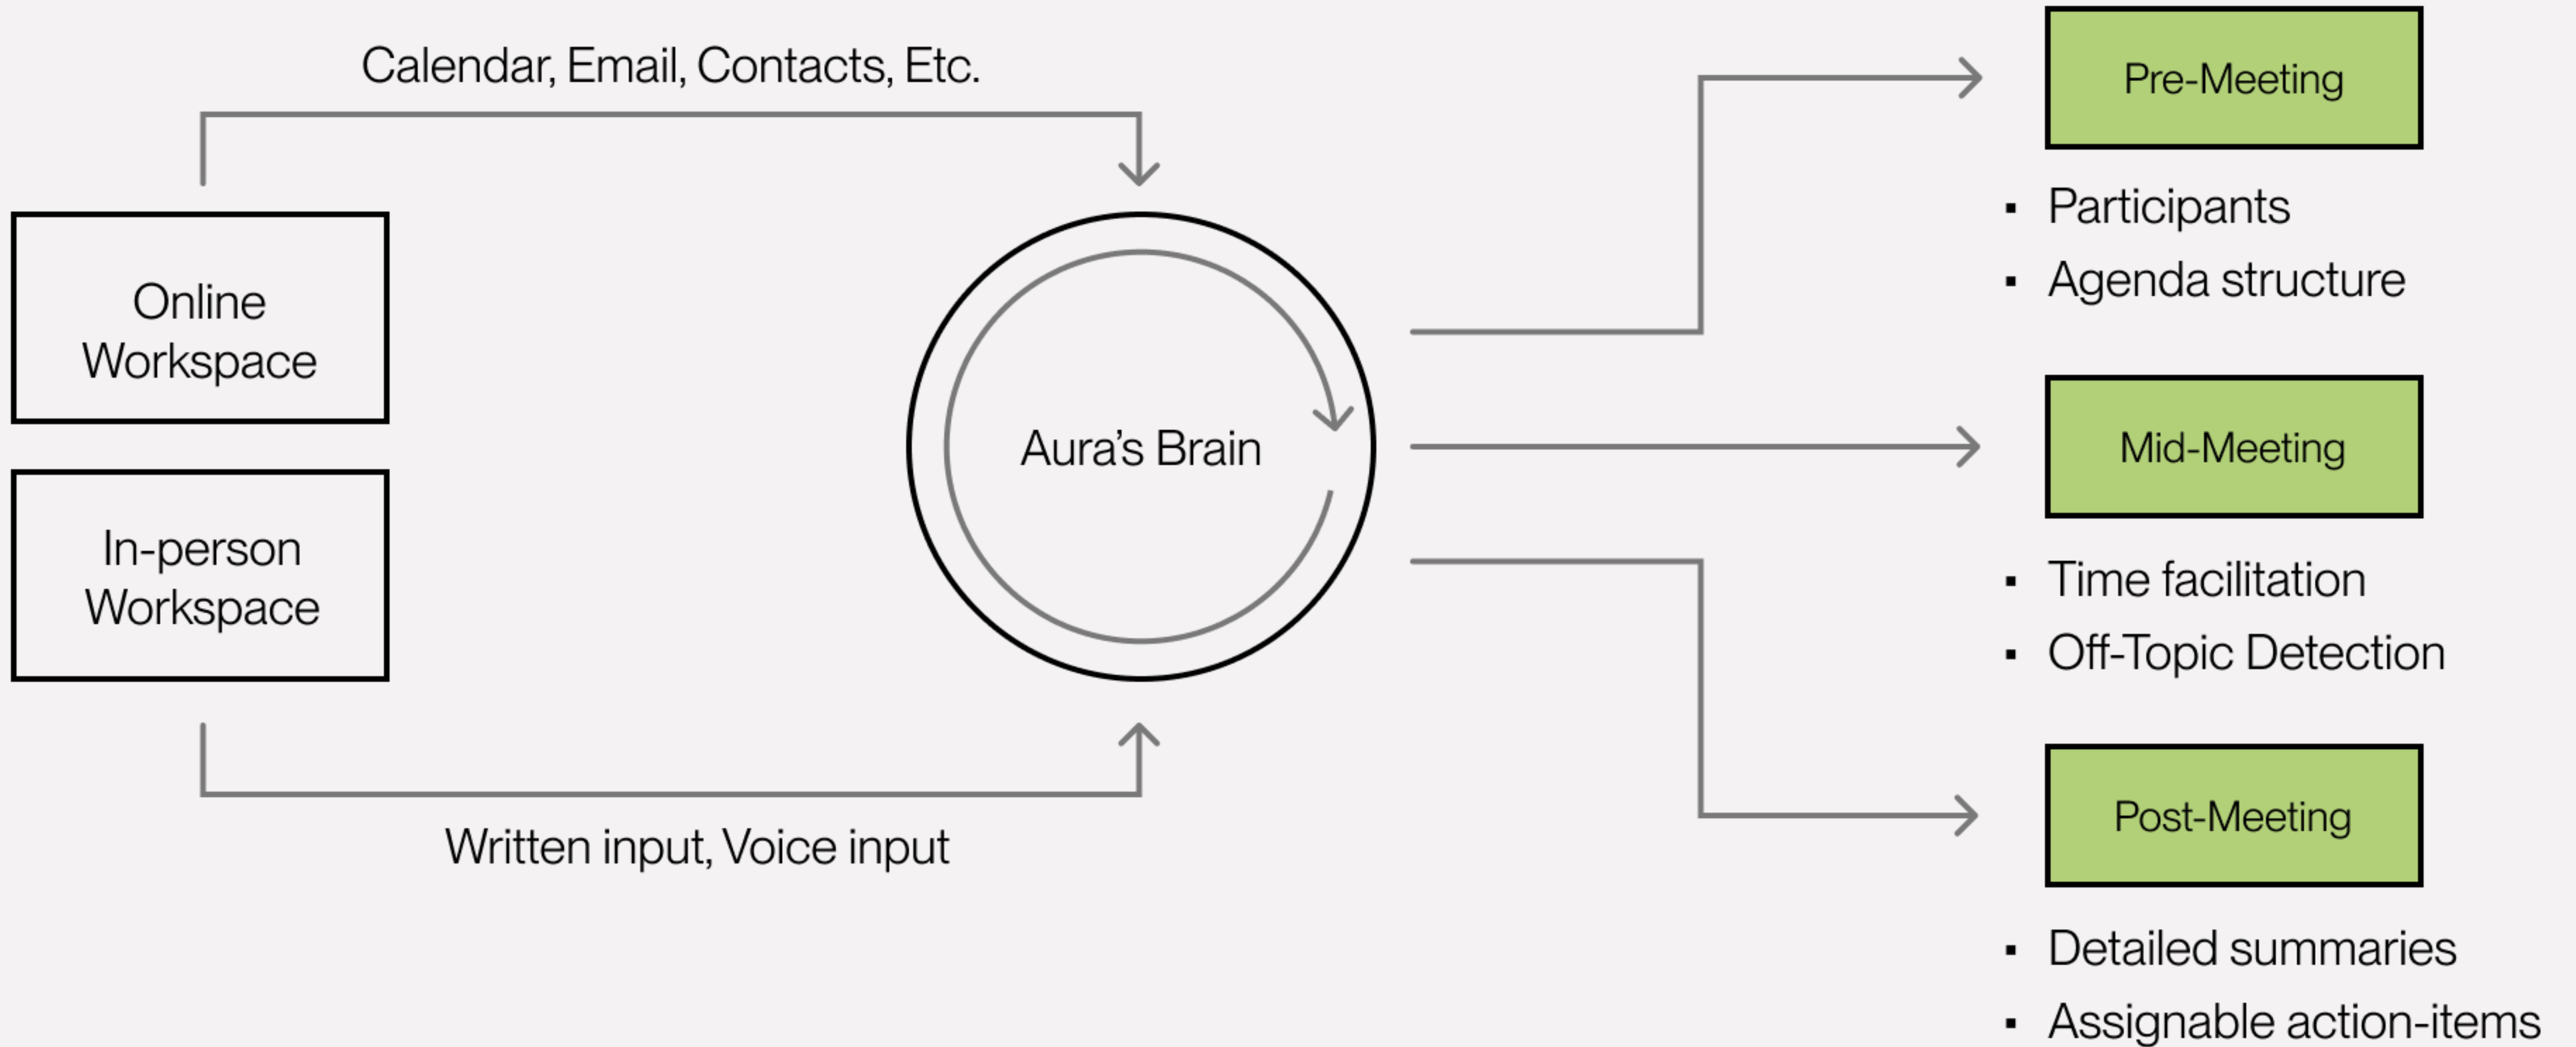 Calendar, Email, Contacts, Etc.
Online
Workspace
In-person
Workspace
Written input, Voice input
Aura’s Brain
Pre-Meeting
▪ Participants
▪ Agenda structure
Mid-Meeting
▪ Time facilitation
▪ Off-Topic Detection
Post-Meeting
▪ Detailed summaries
▪ Assignable action-items